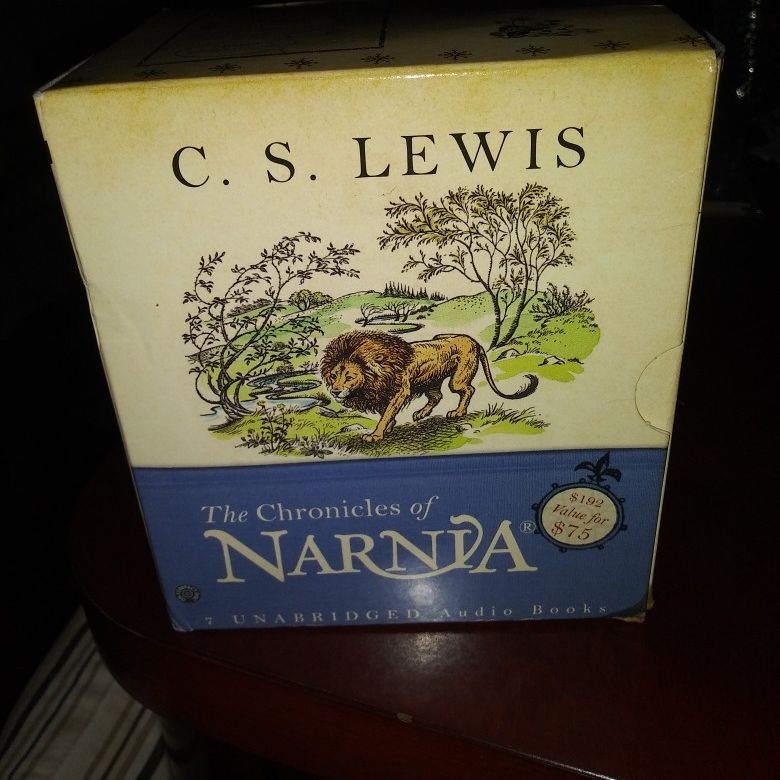 C. S. LEWIS
The Chronicles of
NARNIA®
$192
Value for
$75
7 UNABRIDGED Audio Books